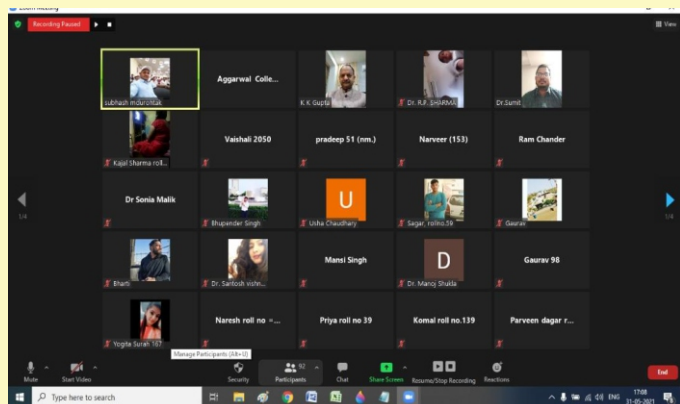 Zoom Meeting
Recording Paused
View
subhash mourontak
Aggarwal Colle...
K K Gupta
Dr. R.P. SHARMA
Dr.Sumit
Kajal Sharma roll...
Vaishali 2050
pradeep 51 (nm.)
Narveer (153)
Ram Chander
Dr Sonia Malik
Bhupender Singh
U
Usha Chaudhary
Sagar, rollno.59
Gaurav
1/4
1/4
Bharti
Dr. Santosh vishn...
Mansi Singh
D
Dr. Manoj Shukla
Gaurav 98
Yogita Surah 167
Naresh roll no =...
Priya roll no 39
Komal roll no.139
Parveen dagar r...
Manage Participants (Alt+U)
92
Mute
Start Video
Security
Participants
Chat
Share Screen
Resume/Stop Recording
Reactions
End
Type here to search
ENG
17:08
31-05-2021